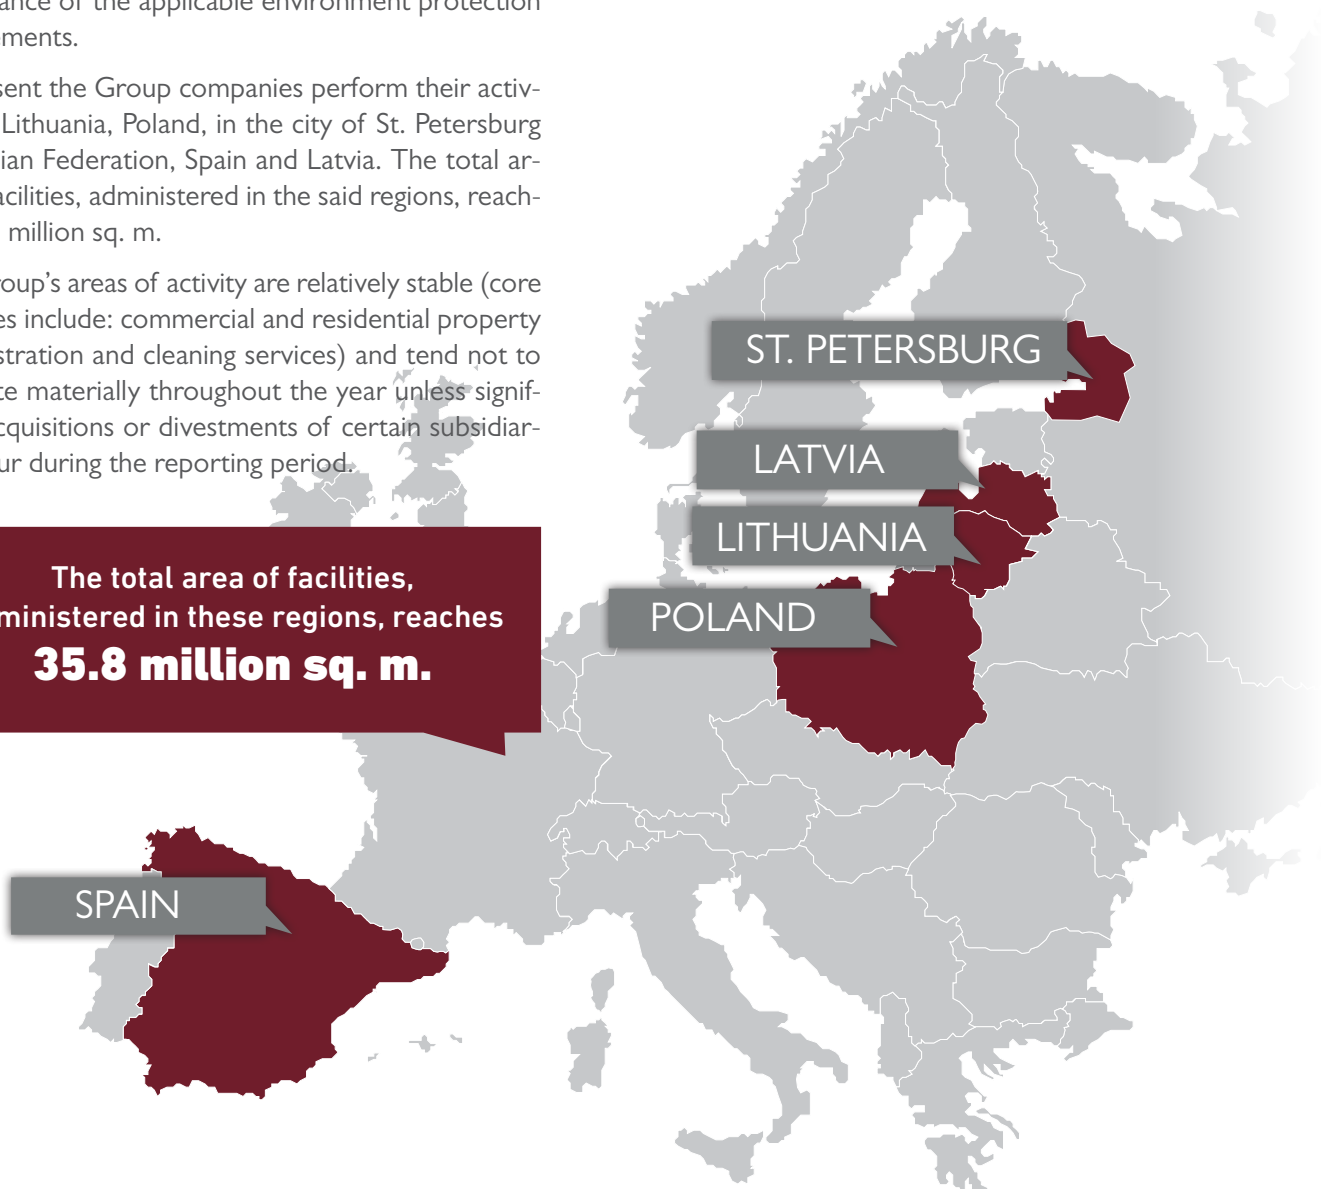 ance of the applicable environment protection
ements.
sent the Group companies perform their activ-
Lithuania, Poland, in the city of St. Petersburg
ian Federation, Spain and Latvia. The total ar-
acilities, administered in the said regions, reach-
million sq. m.
roup's areas of activity are relatively stable (core
es include: commercial and residential property
stration and cleaning services) and tend not to
te materially throughout the year unless signif-
cquisitions or divestments of certain subsidiar-
ur during the reporting period.
The total area of facilities,
ministered in these regions, reaches
35.8 million sq. m.
ST. PETERSBURG
LATVIA
LITHUANIA
POLAND
SPAIN